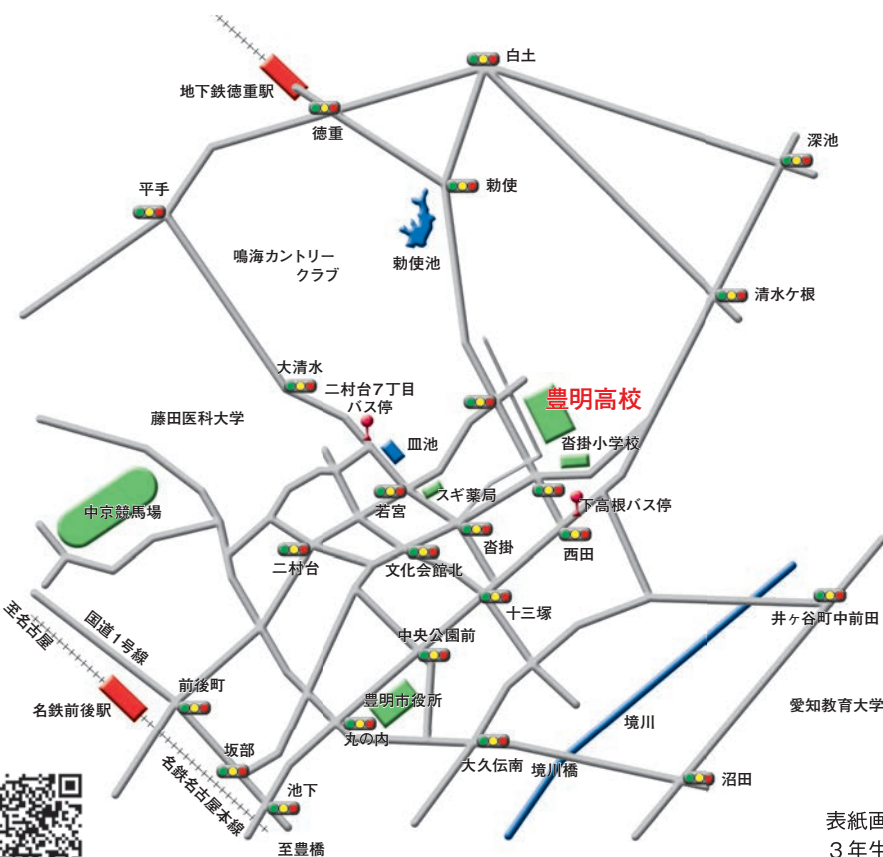 白土
地下鉄徳重駅
徳重
深池
平手
勅使
鳴海カントリー
クラブ
勅使池
清水ケ根
大清水
二村台7丁目
バス停
豊明高校
藤田医科大学
皿池
沓掛小学校
スギ薬局
中京競馬場
若宮
下高根バス停
沓掛
西田
二村台
文化会館北
十三塚
井ヶ谷町中前田
至名古屋
国道1号線
中央公園前
前後町
豊明市役所
名鉄前後駅
愛知教育大学
境川
丸の内
坂部
大久伝南
境川橋
沼田
名鉄名古屋本線
池下
至豊橋
表紙画
3年生